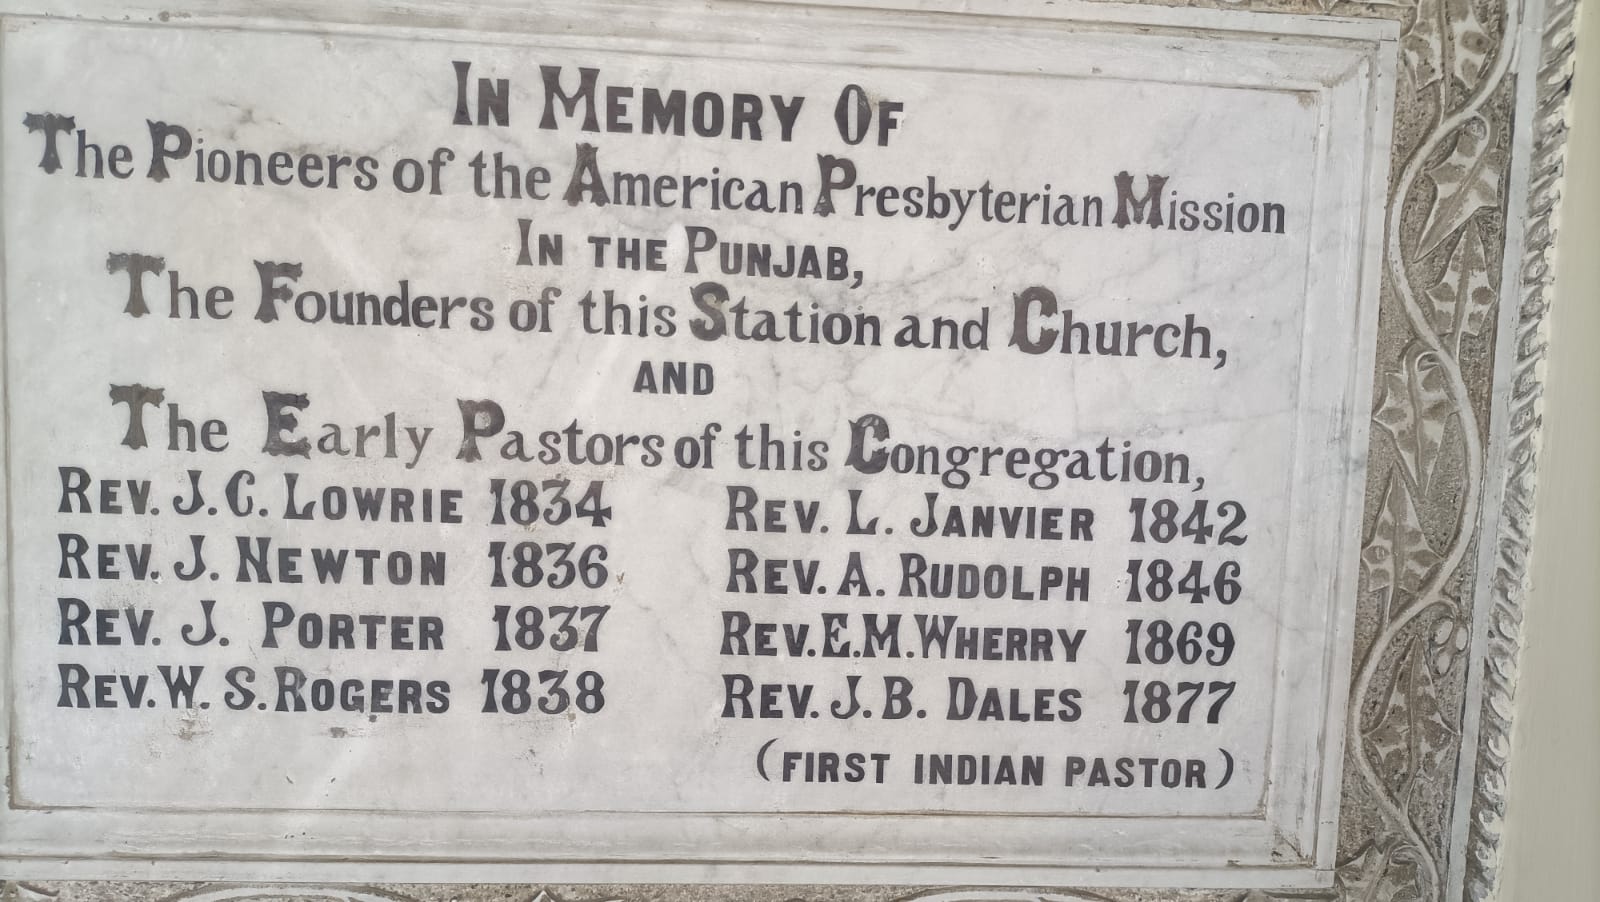 IN MEMORY OF
The Pioneers of the American Presbyterian Mission
IN THE PUNJAB,
The Founders of this Station and Church,
AND
The Early Pastors of this Congregation,
REV. J. C. LOWRIE 1834
REV. J. NEWTON 1836
REV. J. PORTER 1837
REV. W. S. ROGERS 1838
REV. L. JANVIER 1842
REV. A. RUDOLPH 1846
REV. E. M. WHERRY 1869
REV. J. B. DALES 1877
(FIRST INDIAN PASTOR)